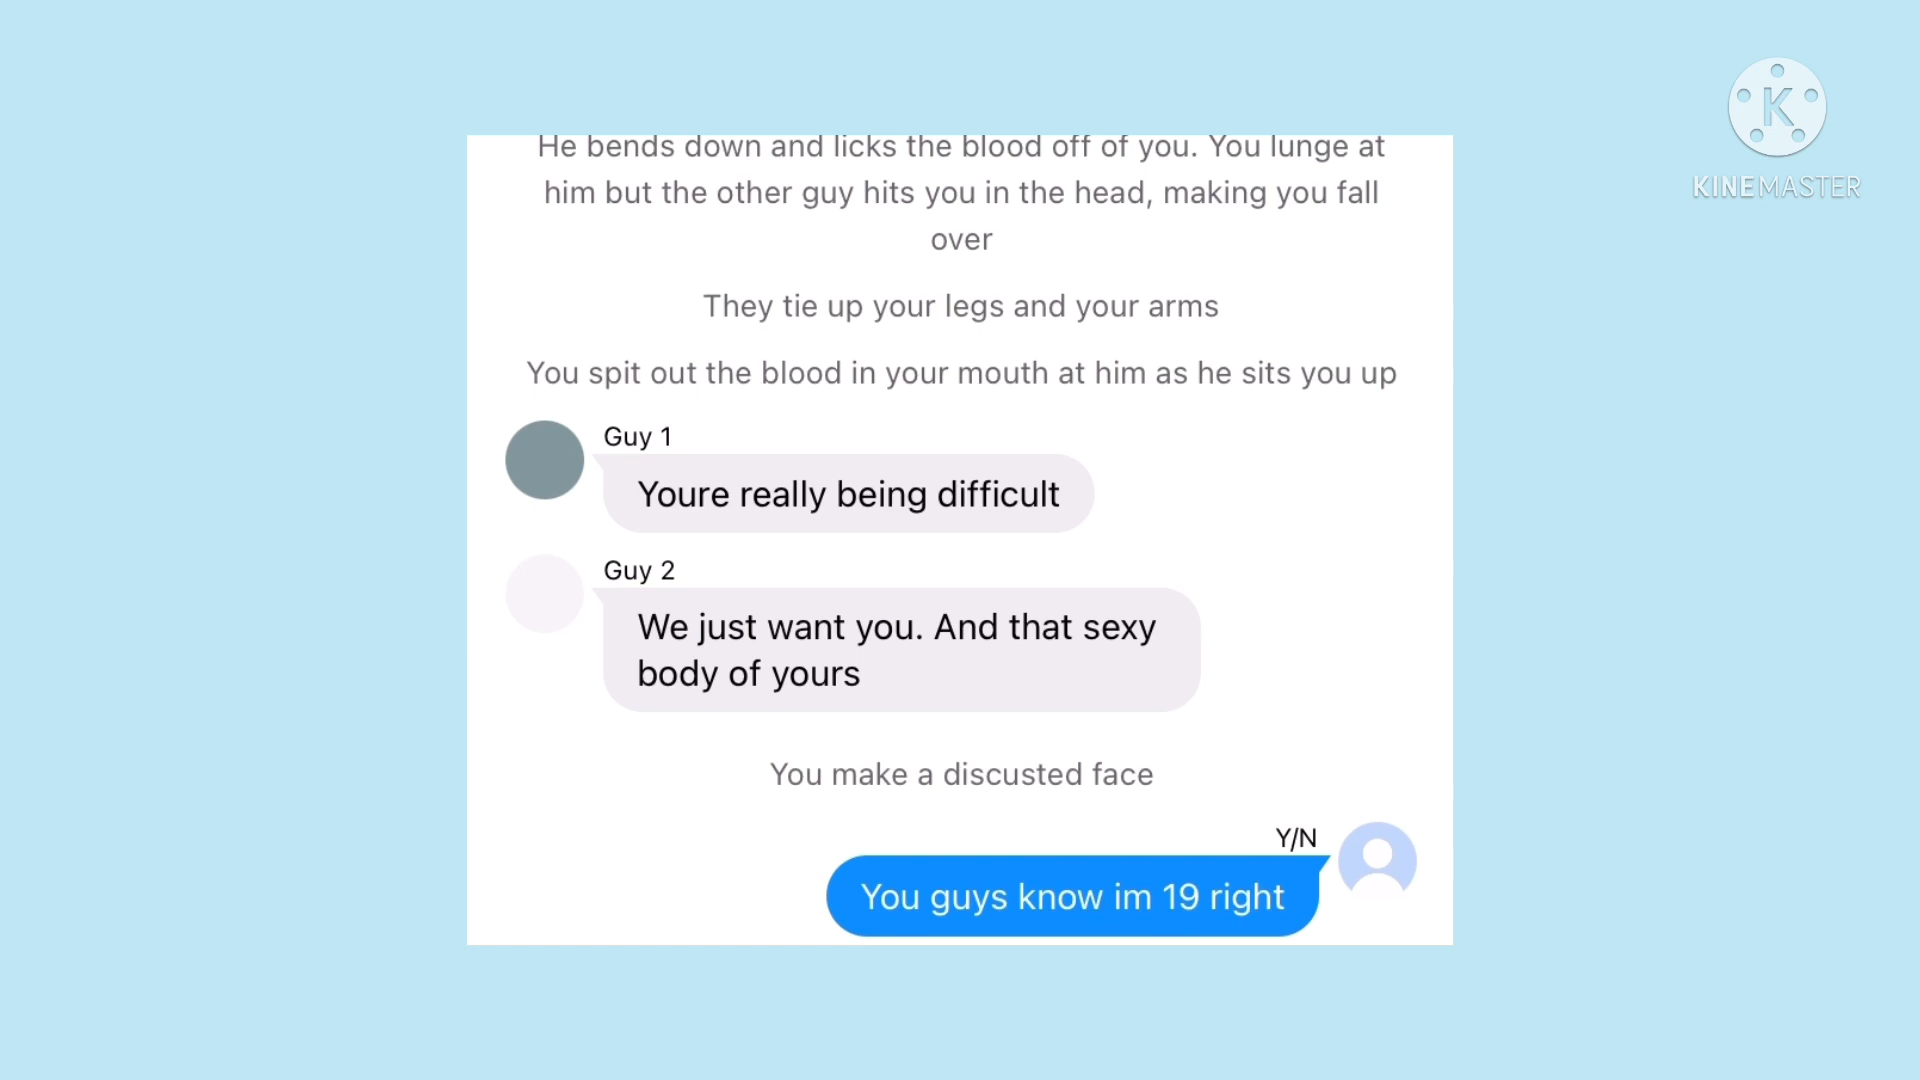 He bends down and licks the blood off of you. You lunge at
him but the other guy hits you in the head, making you fall
over
They tie up your legs and your arms
You spit out the blood in your mouth at him as he sits you up
Guy 1
Youre really being difficult
Guy 2
We just want you. And that sexy
body of yours
You make a discusted face
Y/N
You guys know im 19 right
K
KINEMASTER